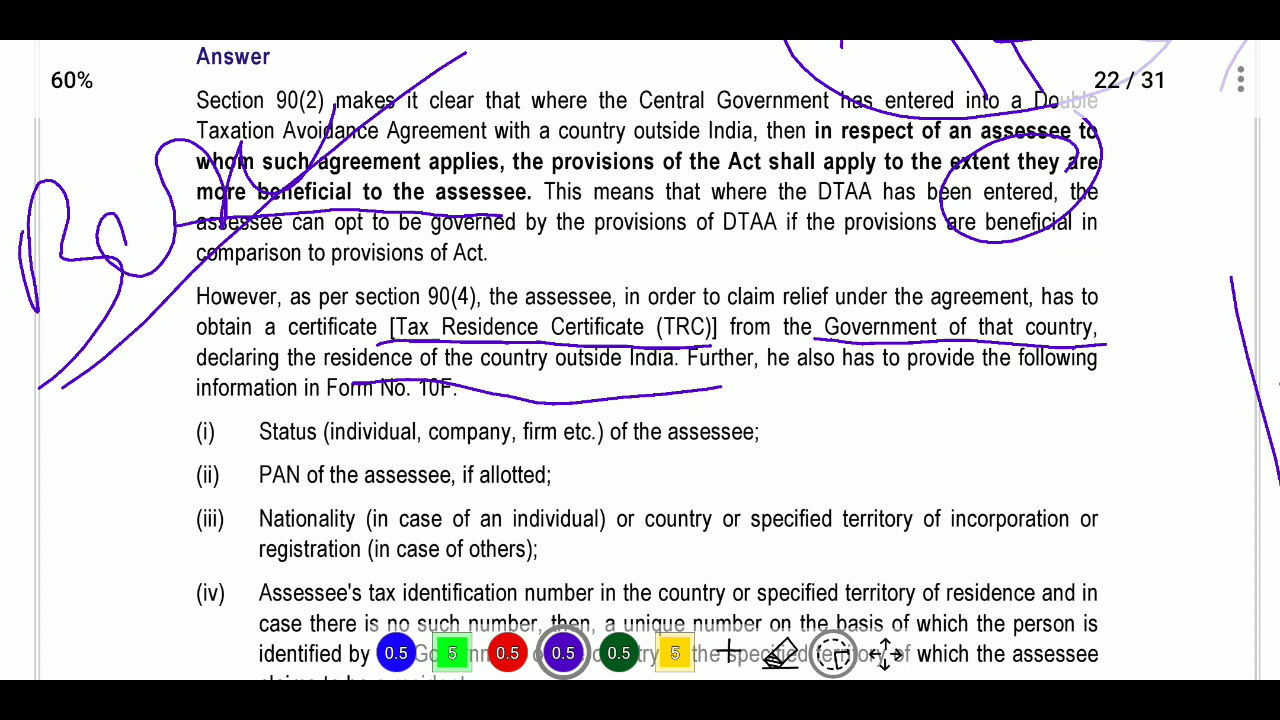 Answer
60%
22 / 31
Section 90(2) makes it clear that where the Central Government has entered into a Double
Taxation Avoidance Agreement with a country outside India, then in respect of an assessee to
whom such agreement applies, the provisions of the Act shall apply to the extent they are
more beneficial to the assessee. This means that where the DTAA has been entered, the
assessee can opt to be governed by the provisions of DTAA if the provisions are beneficial in
comparison to provisions of Act.
However, as per section 90(4), the assessee, in order to claim relief under the agreement, has to
obtain a certificate [Tax Residence Certificate (TRC)] from the Government of that country,
declaring the residence of the country outside India. Further, he also has to provide the following
information in Form No. 10F:
(i) Status (individual, company, firm etc.) of the assessee;
(ii) PAN of the assessee, if allotted;
(iii) Nationality (in case of an individual) or country or specified territory of incorporation or
registration (in case of others);
(iv) Assessee's tax identification number in the country or specified territory of residence and in
case there is no such number, then, a unique number on the basis of which the person is
identified by the specified territory of which the assessee
0.5 5 0.5 0.5 0.5 5